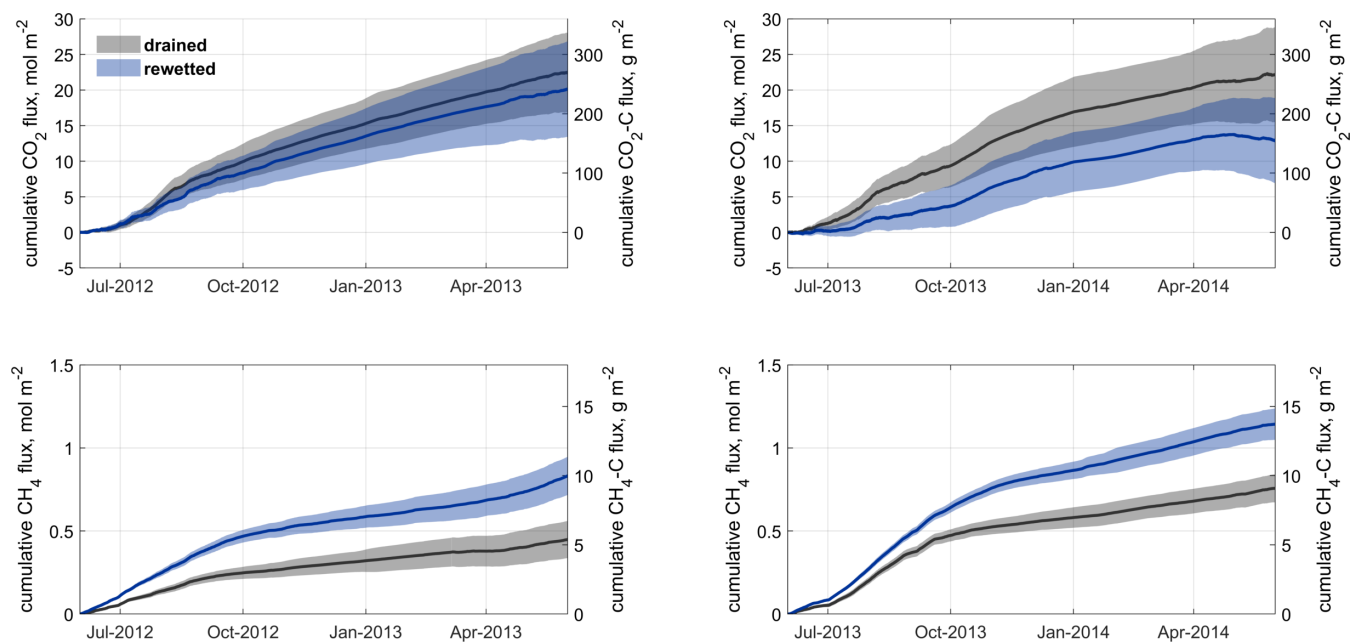 cumulative CO2 flux, mol m-2
30
25
20
15
10
5
0
-5
drained
rewetted
300
200
100
0
cumulative CO2-C flux, g m-2
Jul-2012 Oct-2012 Jan-2013 Apr-2013
cumulative CO2 flux, mol m-2
30
25
20
15
10
5
0
-5
300
200
100
0
cumulative CO2-C flux, g m-2
Jul-2013 Oct-2013 Jan-2014 Apr-2014
cumulative CH4 flux, mol m-2
1.5
1
0.5
0
15
10
5
0
cumulative CH4-C flux, g m-2
Jul-2012 Oct-2012 Jan-2013 Apr-2013
cumulative CH4 flux, mol m-2
1.5
1
0.5
0
15
10
5
0
cumulative CH4-C flux, g m-2
Jul-2013 Oct-2013 Jan-2014 Apr-2014